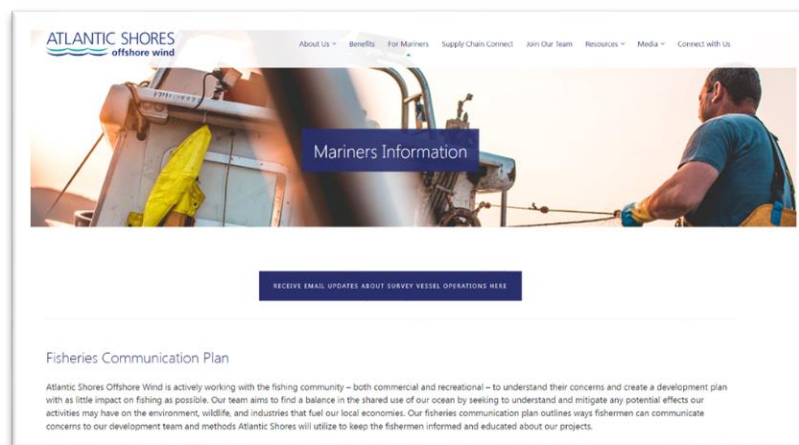 ATLANTIC SHORES
offshore wind
About Us Benefits For Mariners Supply Chain Connect Join Our Team Resources Media Connect with Us
Mariners Information
RECEIVE EMAIL UPDATES ABOUT SURVEY VESSEL OPERATIONS HERE
Fisheries Communication Plan
Atlantic Shores Offshore Wind is actively working with the fishing community – both commercial and recreational – to understand their concerns and create a development plan
with as little impact on fishing as possible. Our team aims to find a balance in the shared use of our ocean by seeking to understand and mitigate any potential effects our
activities may have on the environment, wildlife, and industries that fuel our local economies. Our fisheries communication plan outlines ways fishermen can communicate
concerns to our development team and methods Atlantic Shores will utilize to keep the fishermen informed and educated about our projects.